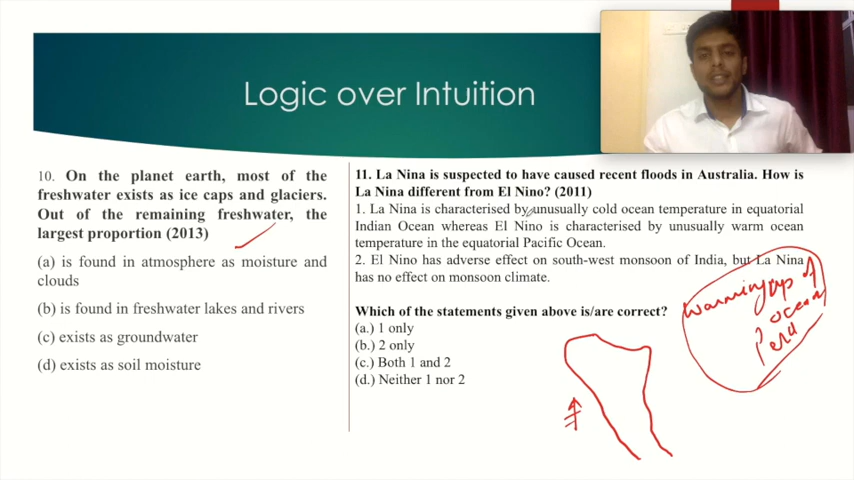 Logic over Intuition
10. On the planet earth, most of the
freshwater exists as ice caps and glaciers.
Out of the remaining freshwater, the
largest proportion (2013)
(a) is found in atmosphere as moisture and
clouds
(b) is found in freshwater lakes and rivers
(c) exists as groundwater
(d) exists as soil moisture
11. La Nina is suspected to have caused recent floods in Australia. How is
La Nina different from El Nino? (2011)
1. La Nina is characterised by unusually cold ocean temperature in equatorial
Indian Ocean whereas El Nino is characterised by unusually warm ocean
temperature in the equatorial Pacific Ocean.
2. El Nino has adverse effect on south-west monsoon of India, but La Nina
has no effect on monsoon climate.
Which of the statements given above is/are correct?
(a.) 1 only
(b.) 2 only
(c.) Both 1 and 2
(d.) Neither 1 nor 2
Warming up of
ocean
Peru